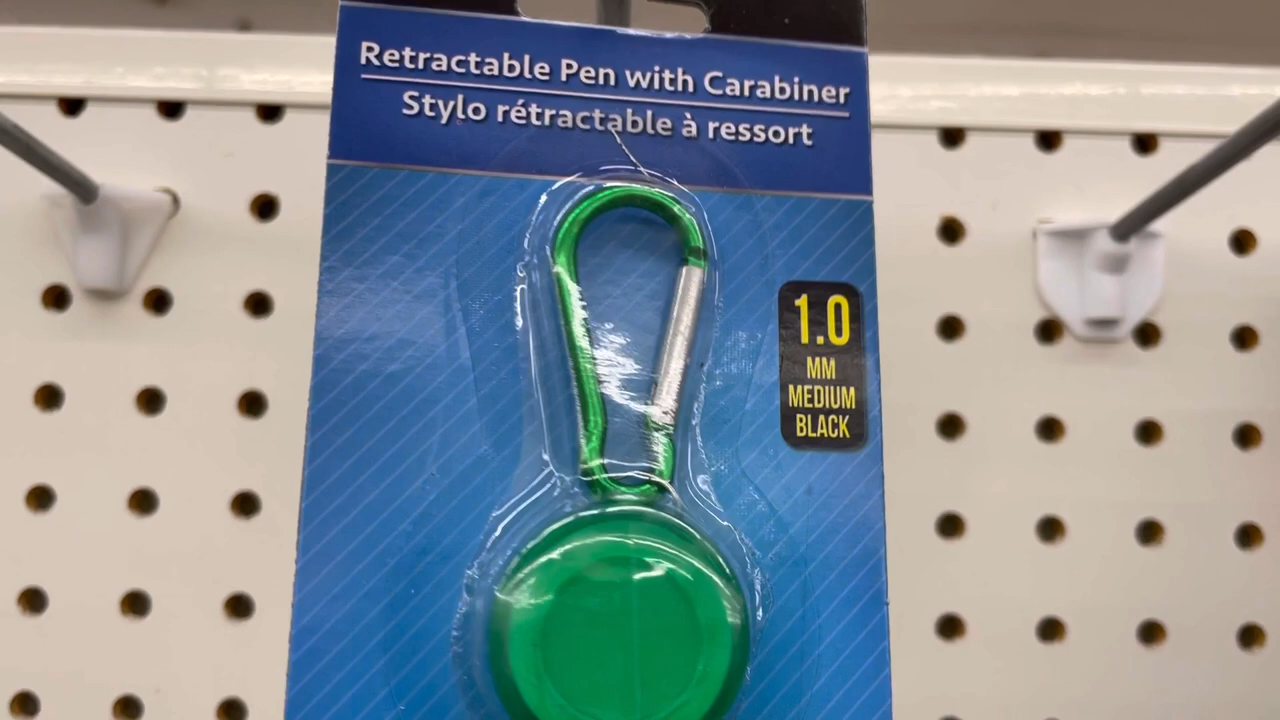 Retractable Pen with Carabiner
Stylo rétractable à ressort
1.0
MM
MEDIUM
BLACK